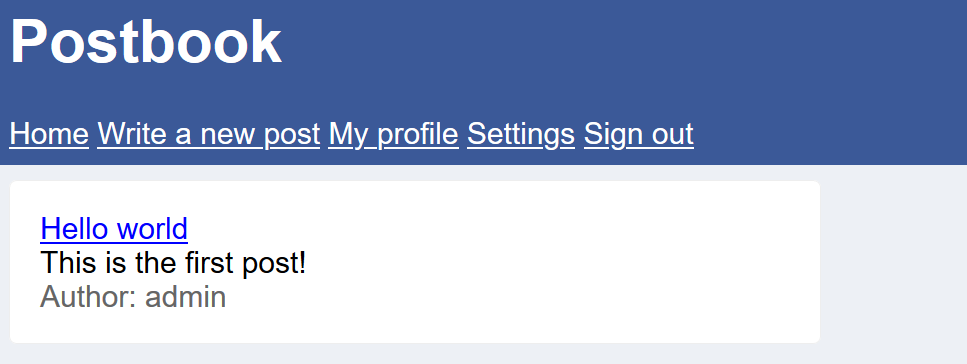 Postbook
Home Write a new post My profile Settings Sign out
Hello world
This is the first post!
Author: admin